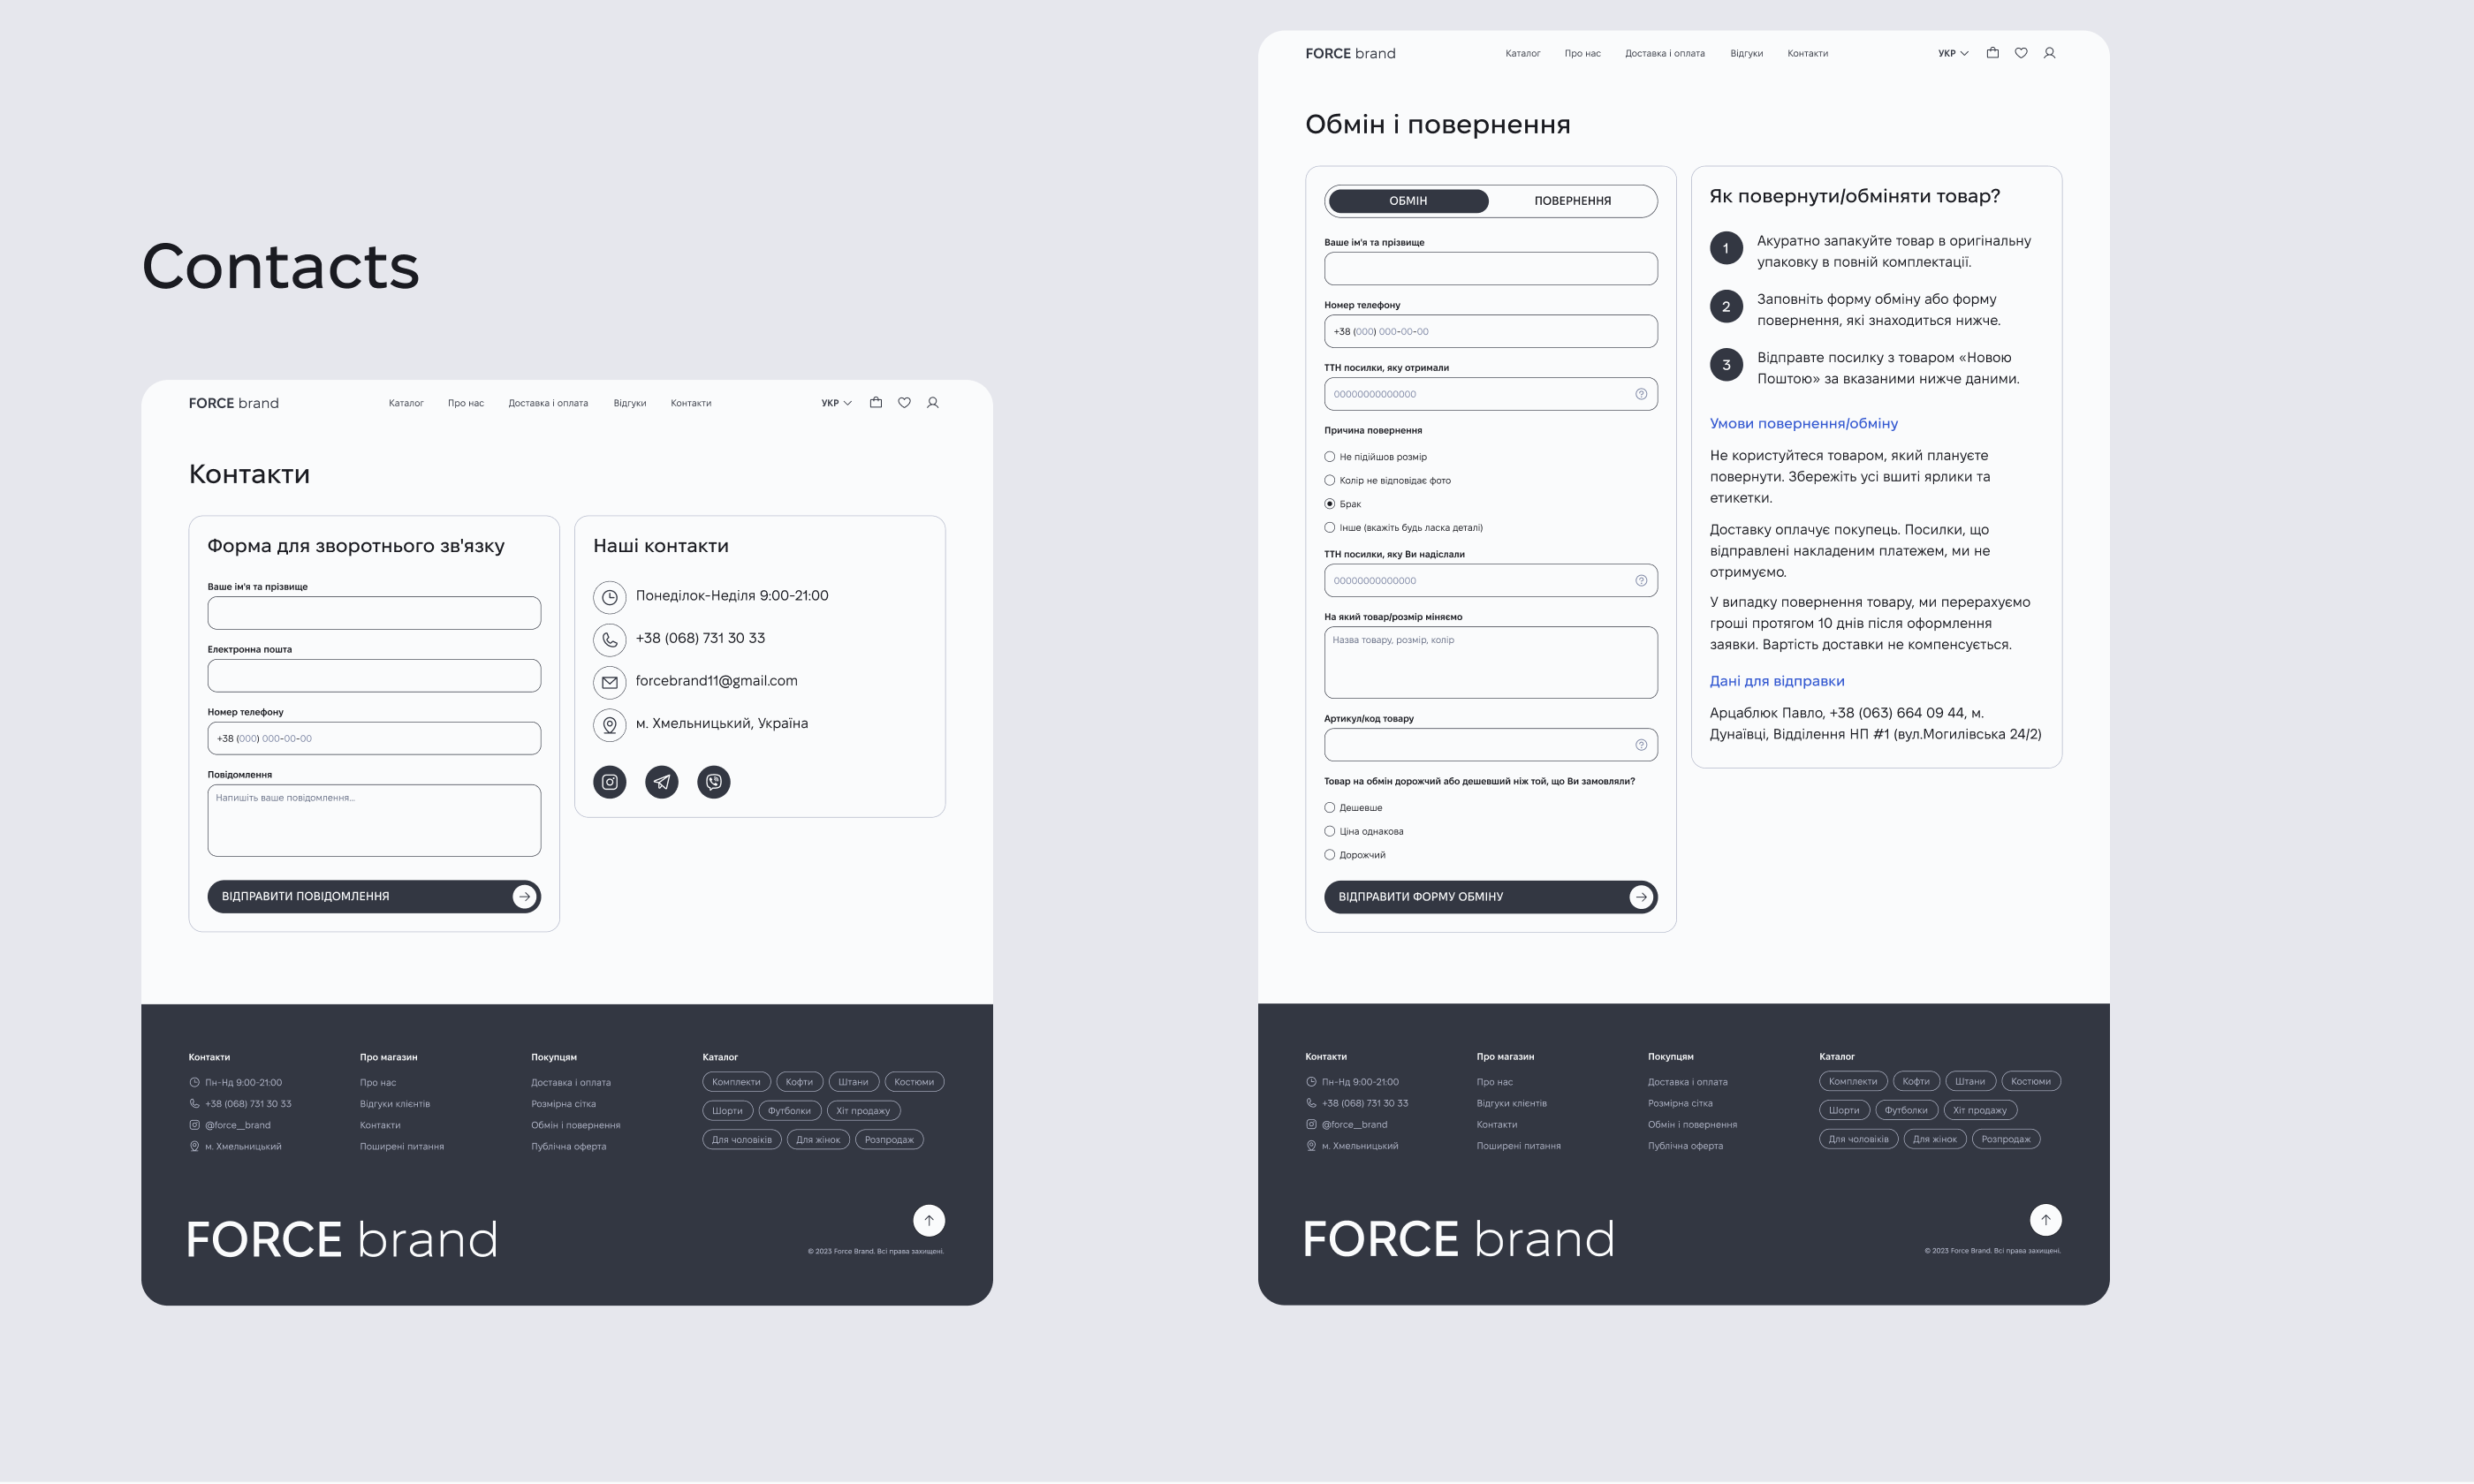 Contacts
FORCE brand
Каталог
Про нас
Доставка і оплата
Відгуки
Контакти
УКР
Контакти
Форма для зворотнього зв'язку
Ваше ім'я та прізвище
Електронна пошта
Номер телефону
+38 (000) 000-00-00
Повідомлення
Напишіть ваше повідомлення...
ВІДПРАВИТИ ПОВІДОМЛЕННЯ
Наші контакти
Понеділок-Неділя 9:00-21:00
+38 (068) 731 30 33
forcebrand11@gmail.com
м. Хмельницький, Україна
Контакти
Пн-Нд 9:00-21:00
+38 (068) 731 30 33
@force__brand
м. Хмельницький
Про магазин
Про нас
Відгуки клієнтів
Контакти
Поширені питання
Покупцям
Доставка і оплата
Розмірна сітка
Обмін і повернення
Публічна оферта
Каталог
Комплекти
Кофти
Штани
Костюми
Шорти
Футболки
Хіт продажу
Для чоловіків
Для жінок
Розпродаж
FORCE brand
© 2023 Force Brand. Всі права захищені.
FORCE brand
Каталог
Про нас
Доставка і оплата
Відгуки
Контакти
УКР
Обмін і повернення
ОБМІН
ПОВЕРНЕННЯ
Ваше ім'я та прізвище
Номер телефону
+38 (000) 000-00-00
ТТН посилки, яку отримали
00000000000000
Причина повернення
Не підійшов розмір
Колір не відповідає фото
Брак
Інше (вкажіть будь ласка деталі)
ТТН посилки, яку Ви надіслали
00000000000000
На який товар/розмір міняємо
Назва товару, розмір, колір
Артикул/код товару
Товар на обмін дорожчий або дешевший ніж той, що Ви замовляли?
Дешевше
Ціна однакова
Дорожчий
ВІДПРАВИТИ ФОРМУ ОБМІНУ
Як повернути/обміняти товар?
1
Акуратно запакуйте товар в оригінальну
упаковку в повній комплектації.
2
Заповніть форму обміну або форму
повернення, які знаходиться нижче.
3
Відправте посилку з товаром «Новою
Поштою» за вказаними нижче даними.
Умови повернення/обміну
Не користуйтеся товаром, який плануєте
повернути. Збережіть усі вшиті ярлики та
етикетки.
Доставку оплачує покупець. Посилки, що
відправлені накладеним платежем, ми не
отримуємо.
У випадку повернення товару, ми перерахуємо
гроші протягом 10 днів після оформлення
заявки. Вартість доставки не компенсується.
Дані для відправки
Арцаблюк Павло, +38 (063) 664 09 44, м.
Дунаївці, Відділення НП #1 (вул.Могилівська 24/2)
Контакти
Пн-Нд 9:00-21:00
+38 (068) 731 30 33
@force__brand
м. Хмельницький
Про магазин
Про нас
Відгуки клієнтів
Контакти
Поширені питання
Покупцям
Доставка і оплата
Розмірна сітка
Обмін і повернення
Публічна оферта
Каталог
Комплекти
Кофти
Штани
Костюми
Шорти
Футболки
Хіт продажу
Для чоловіків
Для жінок
Розпродаж
FORCE brand
© 2023 Force Brand. Всі права захищені.